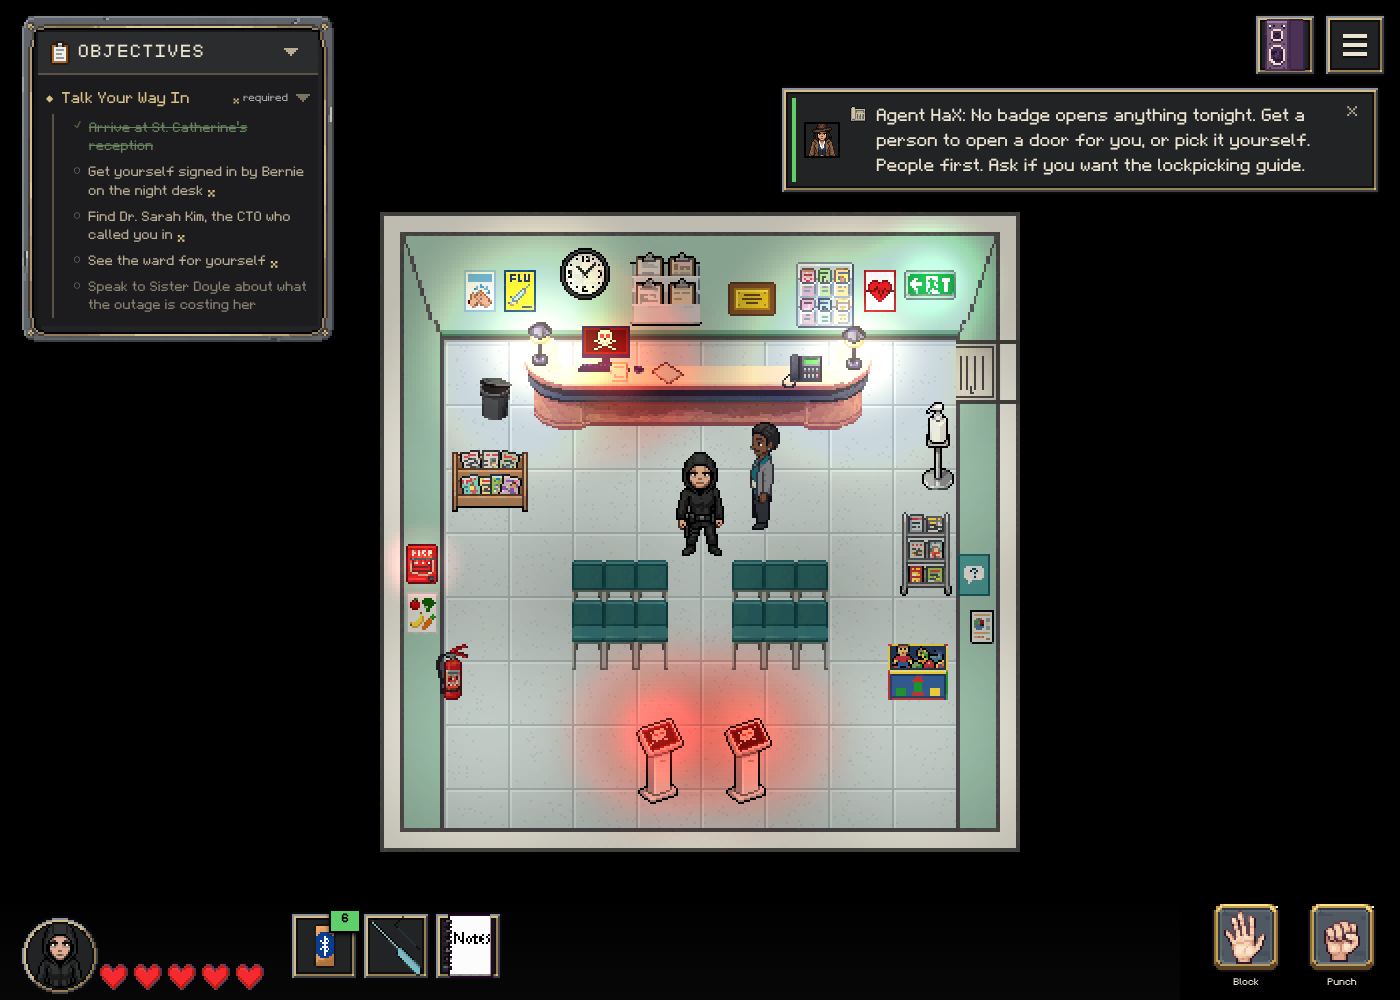 OBJECTIVES
Talk Your Way In
required
Arrive at St. Catherine's
reception
Get yourself signed in by Bernie
on the night desk
Find Dr. Sarah Kim, the CTO who
called you in
See the ward for yourself
Speak to Sister Doyle about what
the outage is costing her
Agent HaX: No badge opens anything tonight. Get a
person to open a door for you, or pick it yourself.
People first. Ask if you want the lockpicking guide.
FLU
12
3
6
?
6
Notes
Block
Punch